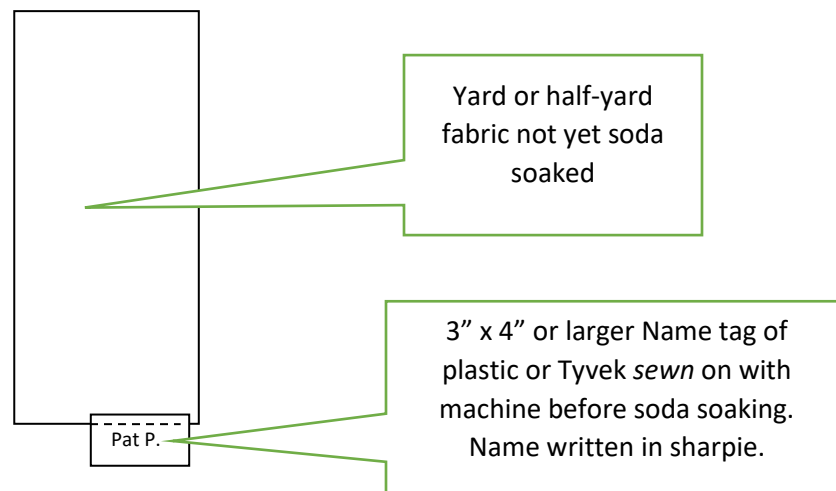 Yard or half-yard
fabric not yet soda
soaked
3” x 4” or larger Name tag of
plastic or Tyvek sewn on with
machine before soda soaking.
Name written in sharpie.
Pat P.